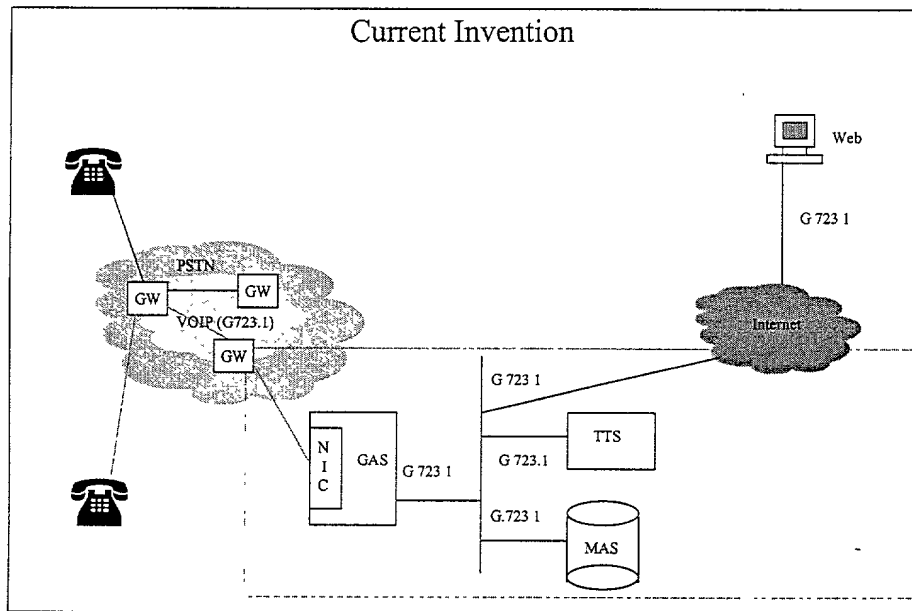 Current Invention
Web
G 723 1
PSTN
GW
GW
VOIP (G723.1)
GW
Internet
G 723 1
TTS
N
I
C
GAS
G 723 1
G 723.1
G.723 1
MAS